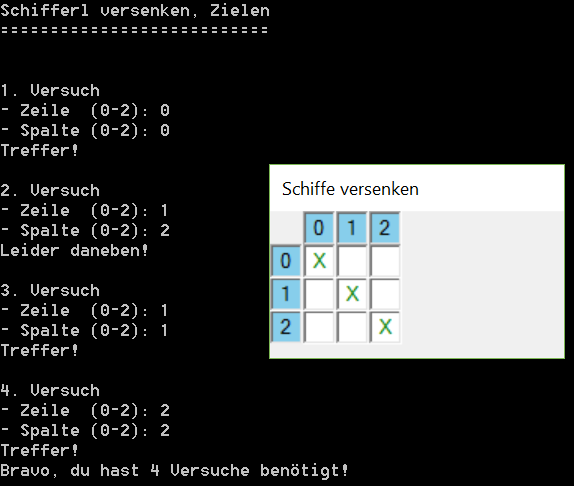 Schifferl versenken, Zielen
===========================
1. Versuch
- Zeile  (0-2): 0
- Spalte (0-2): 0
Treffer!
2. Versuch
- Zeile  (0-2): 1
- Spalte (0-2): 2
Leider daneben!
3. Versuch
- Zeile  (0-2): 1
- Spalte (0-2): 1
Treffer!
4. Versuch
- Zeile  (0-2): 2
- Spalte (0-2): 2
Treffer!
Bravo, du hast 4 Versuche benötigt!
Schiffe versenken
0 1 2
0 X
1 X
2 X